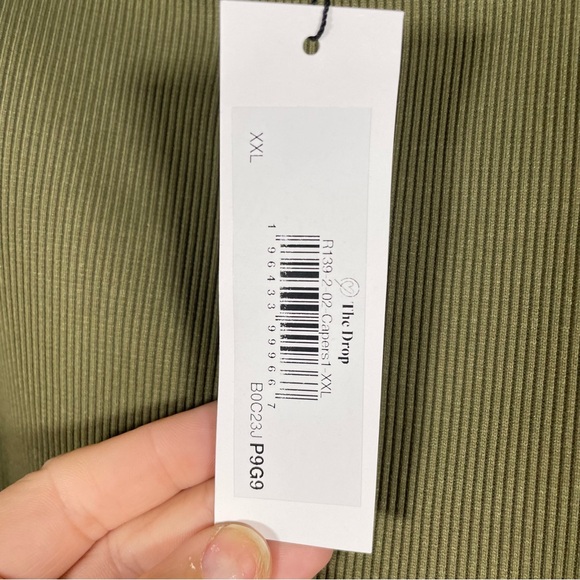 The Drop
R139-2-02-Capers1-XXL
1 96433 99966 7
XXL B0C23J P9G9